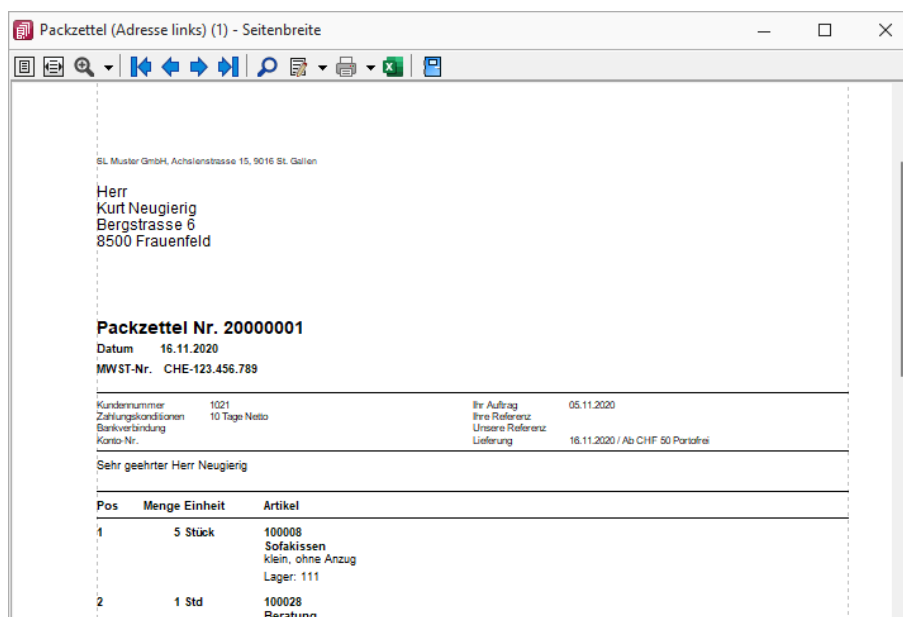 Packzettel (Adresse links) (1) - Seitenbreite
SL Muster GmbH, Achslenstrasse 15, 9016 St. Gallen
Herr
Kurt Neugierig
Bergstrasse 6
8500 Frauenfeld
Packzettel Nr. 20000001
Datum 16.11.2020
MWST-Nr. CHE-123.456.789
Kundennummer 1021 Ihr Auftrag 05.11.2020
Zahlungskonditionen 10 Tage Netto Ihre Referenz
Bankverbindung Unsere Referenz
Konto-Nr. Lieferung 16.11.2020 / Ab CHF 50 Portofrei
Sehr geehrter Herr Neugierig
Pos Menge Einheit Artikel
1 5 Stück 100008
Sofakissen
klein, ohne Anzug
Lager: 111
2 1 Std 100028
Beratung